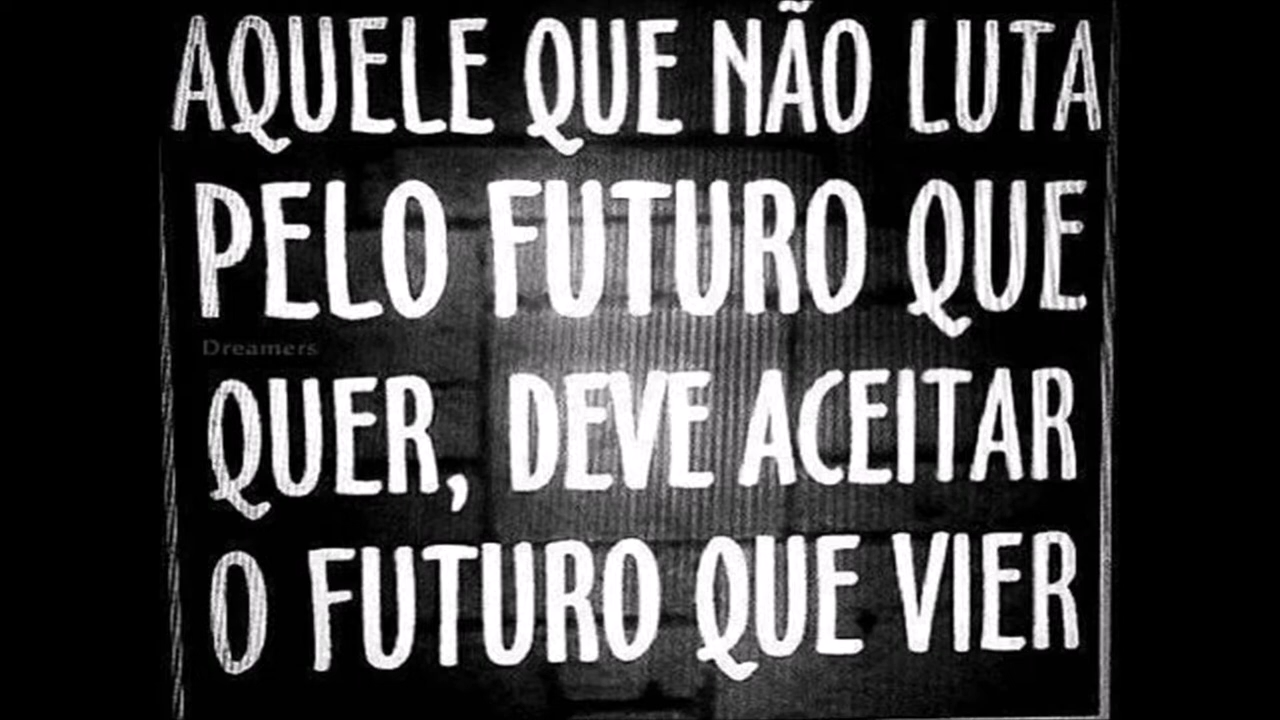 AQUELE QUE NÃO LUTA
PELO FUTURO QUE
Dreamers
QUER, DEVE ACEITAR
O FUTURO QUE VIER